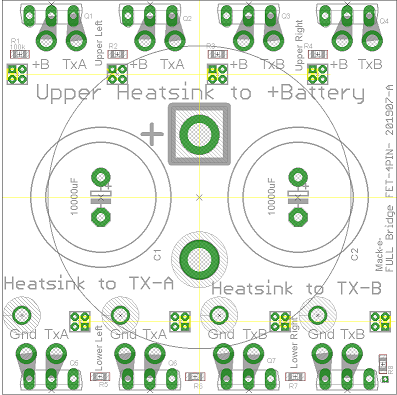 Q1 Q2 Q3 Q4
R1 100k R2 R3 R4
+B TxA Upper Left +B TxA +B TxB Upper Right +B TxB
Upper Heatsink to +Battery
+
10000uF + C1
10000uF + C2
Mack-e-
FULL Bridge FET-4PIN- 201907-A
Heatsink to TX-A
Heatsink to TX-B
Gnd TxA Lower Left Gnd TxA Gnd TxB Lower Right Gnd TxB
Q5 Q6 Q7
R5 R6 R7 R8